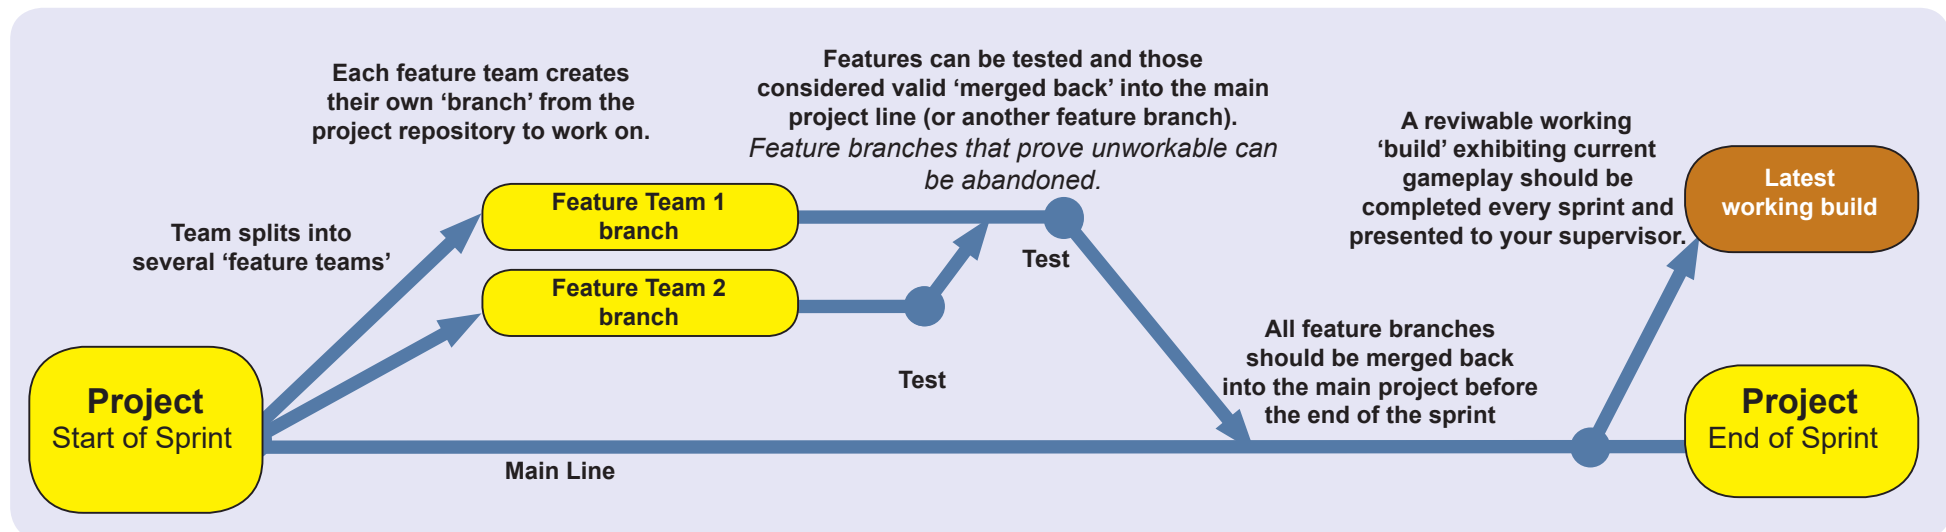 Each feature team creates
their own ‘branch’ from the
project repository to work on.
Features can be tested and those
considered valid ‘merged back’ into the main
project line (or another feature branch).
Feature branches that prove unworkable can
be abandoned.
A reviwable working
‘build’ exhibiting current
gameplay should be
completed every sprint and
presented to your supervisor.
Latest
working build
Team splits into
several ‘feature teams’
Feature Team 1
branch
Test
Feature Team 2
branch
Test
All feature branches
should be merged back
into the main project before
the end of the sprint
Project
Start of Sprint
Main Line
Project
End of Sprint